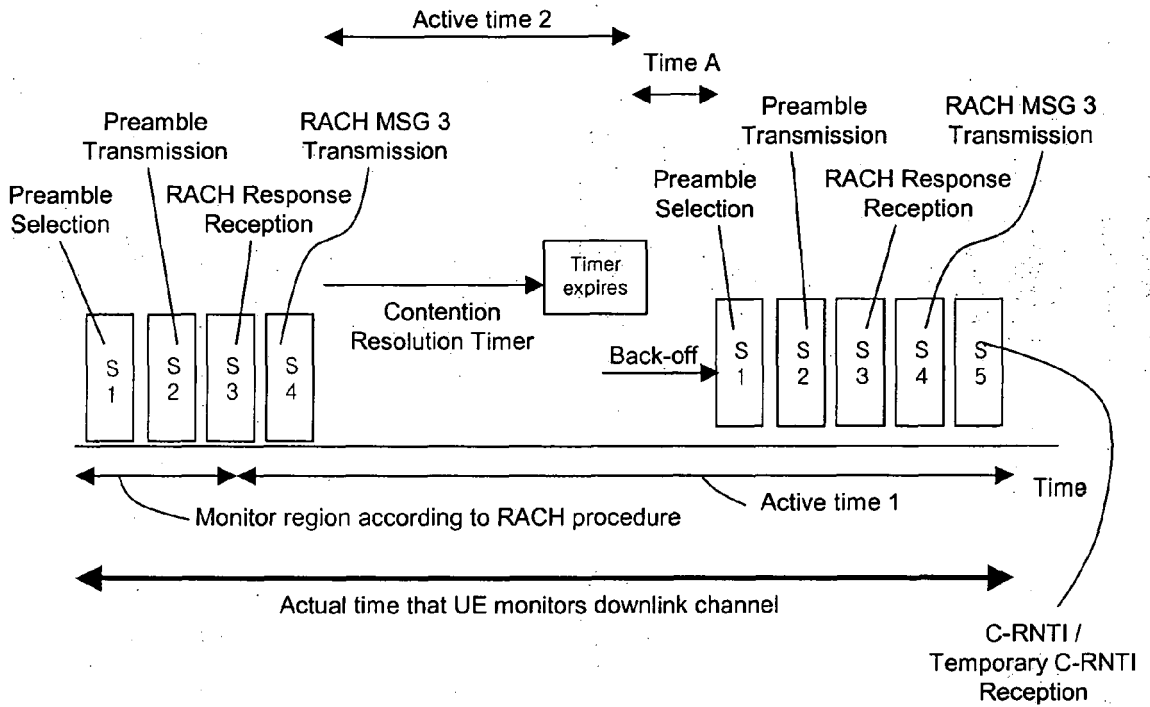 Active time 2
Time A
Preamble
Transmission
RACH MSG 3
Transmission
Preamble
Transmission
RACH MSG 3
Transmission
Preamble
Selection
RACH Response
Reception
Preamble
Selection
RACH Response
Reception
Timer
expires
Contention
Resolution Timer
Back-off
S
1
S
2
S
3
S
4
S
1
S
2
S
3
S
4
S
5
Time
Monitor region according to RACH procedure
Active time 1
Actual time that UE monitors downlink channel
C-RNTI /
Temporary C-RNTI
Reception